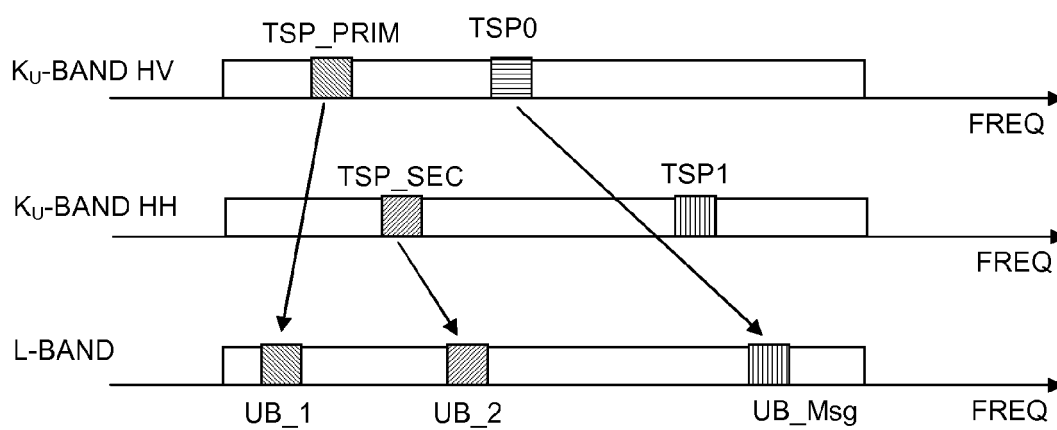 TSP_PRIM TSP0
KU-BAND HV
FREQ
TSP_SEC TSP1
KU-BAND HH
FREQ
L-BAND
UB_1 UB_2 UB_Msg FREQ